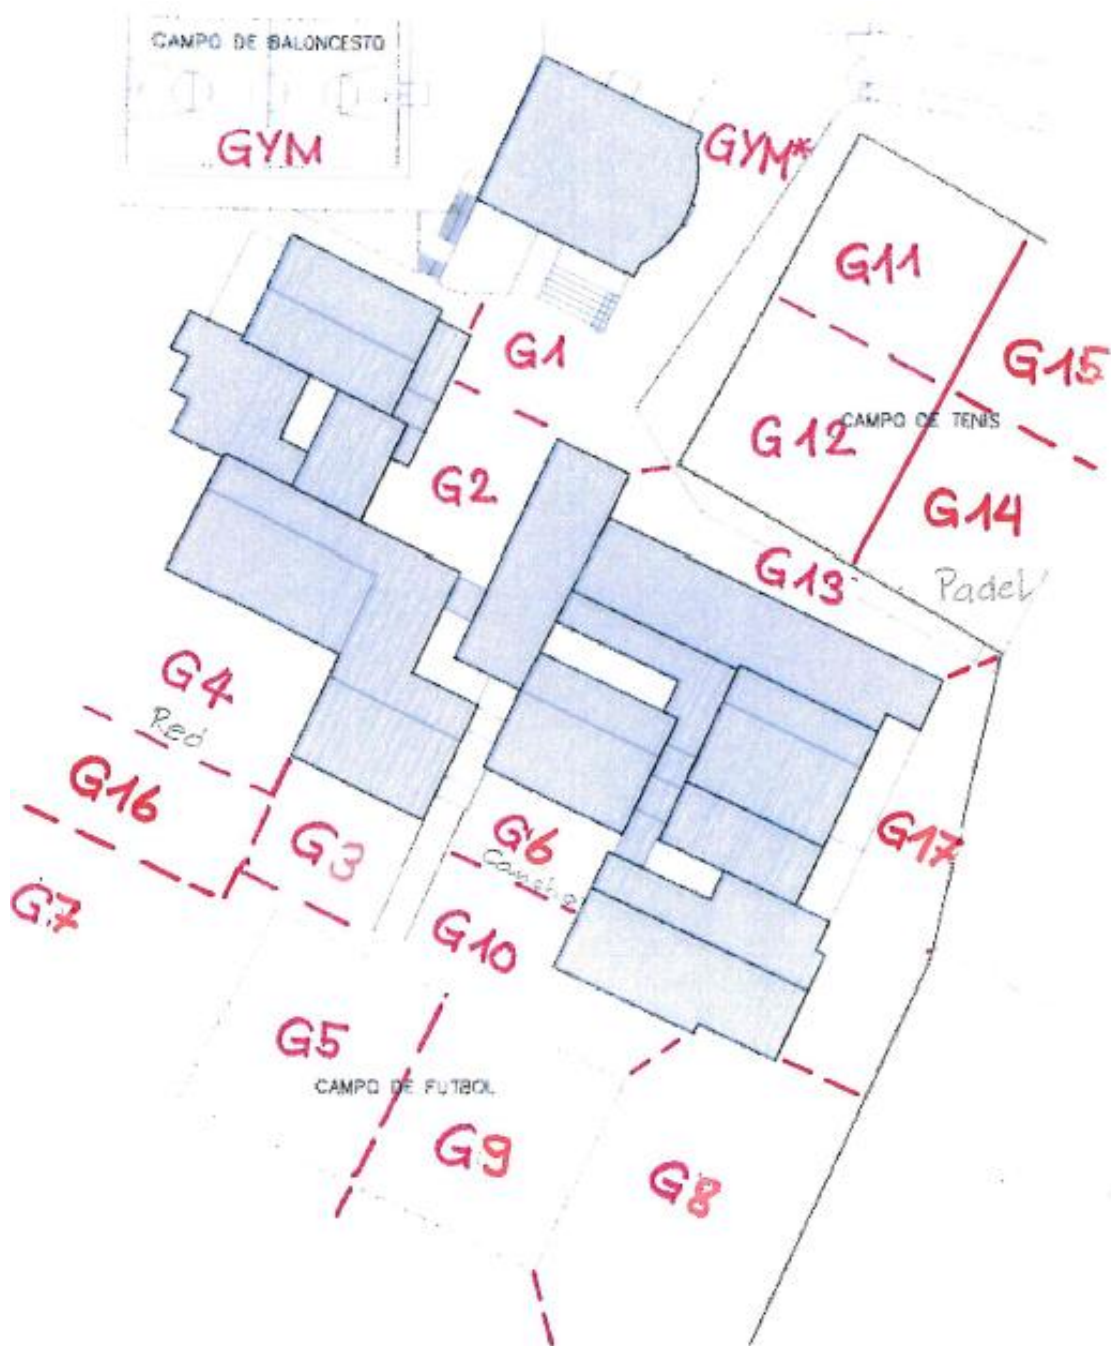 CAMPO DE BALONCESTO
GYM
GYM*
G11
G1
G15
CAMPO DE TENIS
G12
G2
G14
G13
Padel
G4
Red
G16
G3
G6
G17
G7
G10
G5
CAMPO DE FUTBOL
G9
G8